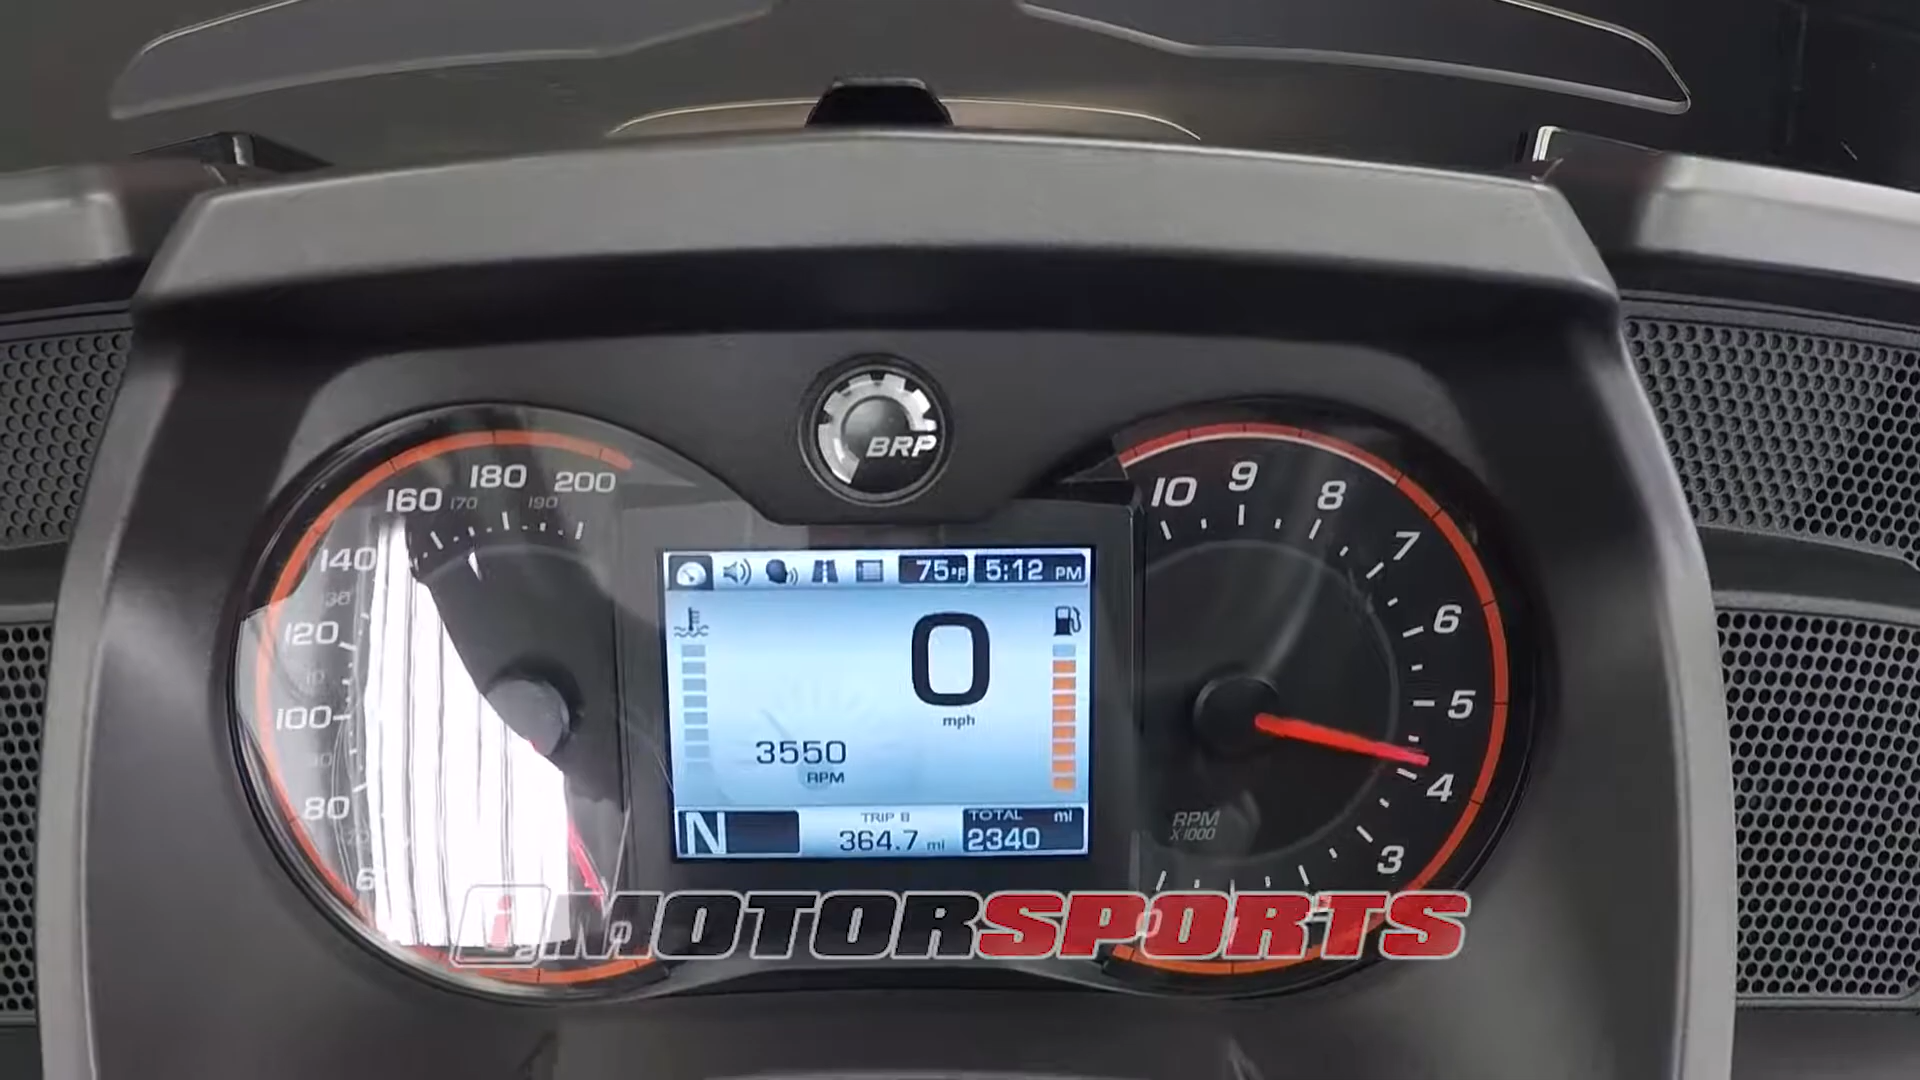 BRP
160 170 180 190 200
140
120
100
80
10 9 8 7 6 5 4 3
RPM
X1000
75°F 5:12 PM
0
mph
3550
RPM
N
TRIP B
364.7 mi
TOTAL mi
2340
MOTORSPORTS